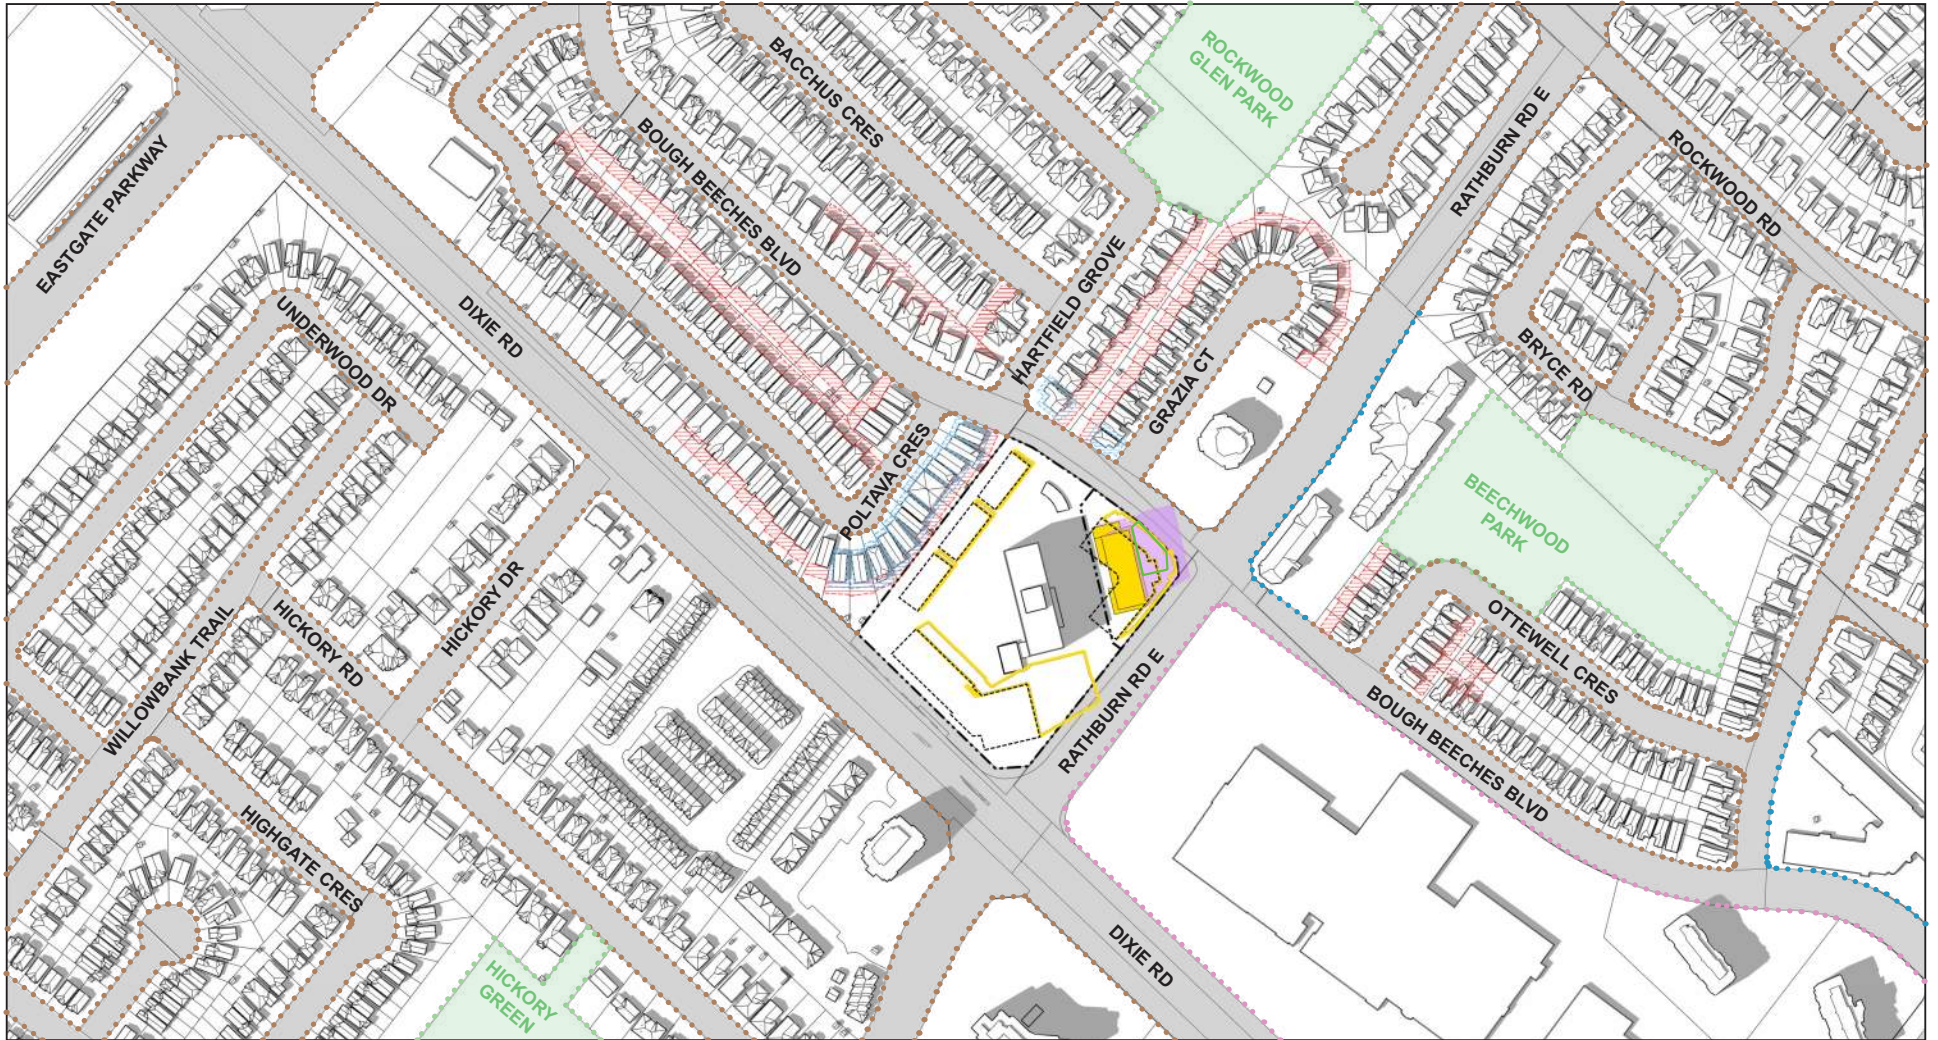 BACCHUS CRES
ROCKWOOD
GLEN PARK
EASTGATE PARKWAY
BOUGH BEECHES BLVD
RATHBURN RD E
ROCKWOOD RD
UNDERWOOD DR
DIXIE RD
HARTFIELD GROVE
GRAZIA CT
BRYCE RD
POLTAVA CRES
BEECHWOOD
PARK
HICKORY DR
WILLOWBANK TRAIL
HICKORY RD
OTTEWELL CRES
RATHBURN RD E
BOUGH BEECHES BLVD
HIGHGATE CRES
DIXIE RD
HICKORY
GREEN